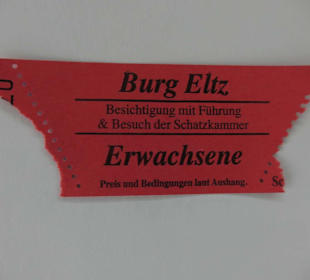 Burg Eltz
Besichtigung mit Führung
& Besuch der Schatzkammer
Erwachsene
Preis und Bedingungen laut Aushang.